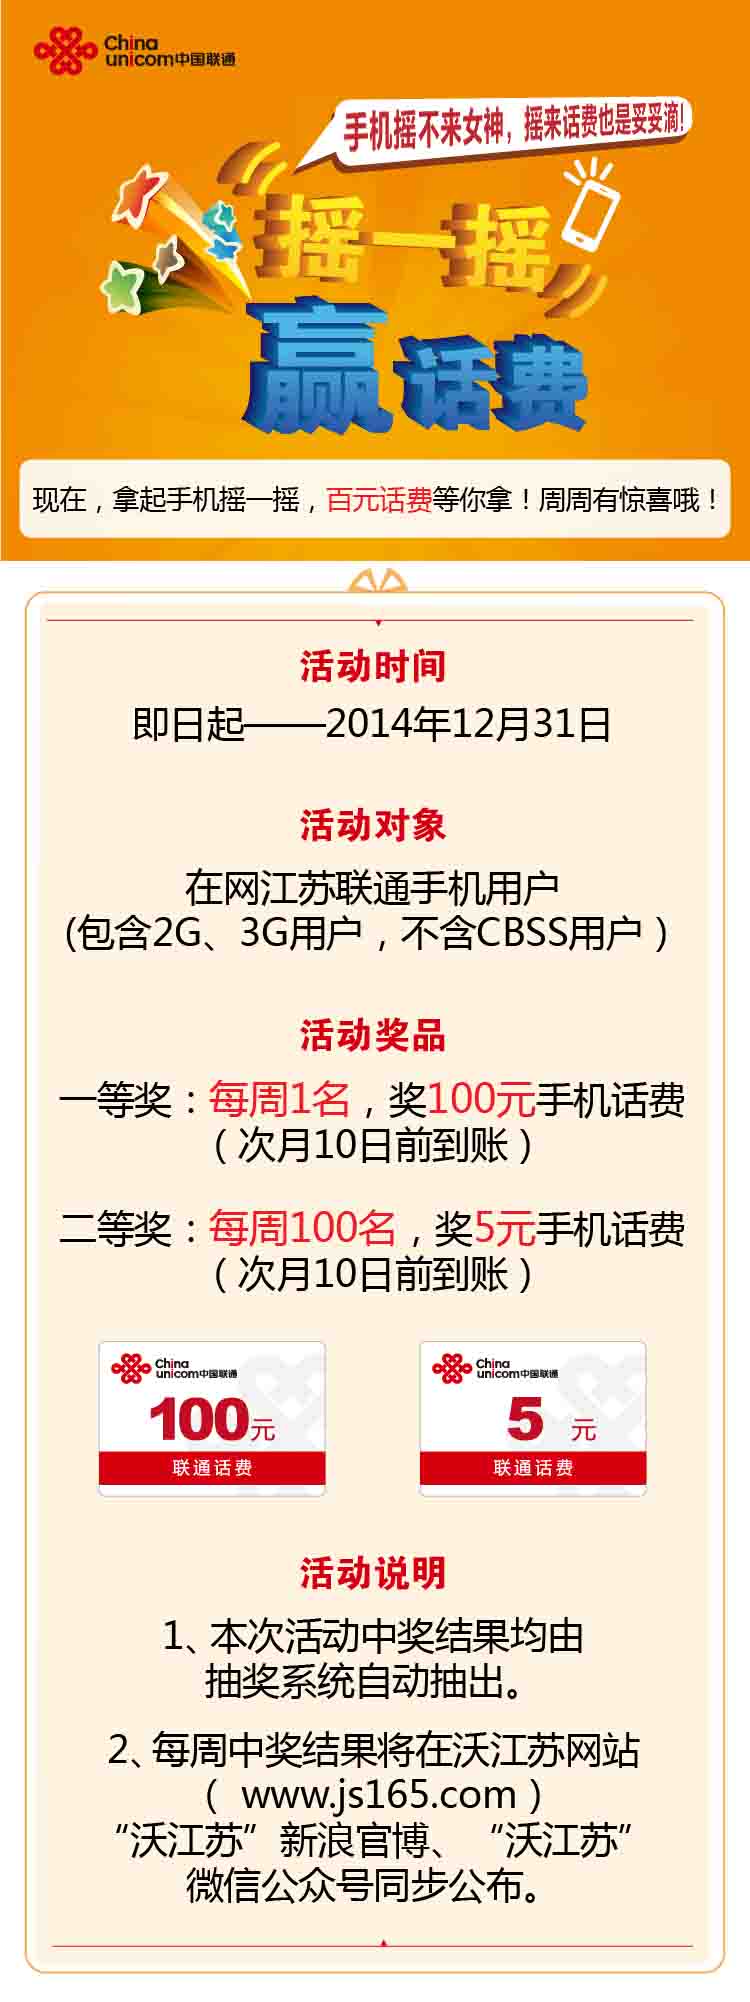 China
unicom中国联通
手机摇不来女神，摇来话费也是妥妥滴!
摇一摇
赢话费
现在，拿起手机摇一摇，百元话费等你拿！周周有惊喜哦！
活动时间
即日起——2014年12月31日
活动对象
在网江苏联通手机用户
(包含2G、3G用户，不含CBSS用户）
活动奖品
一等奖：每周1名，奖100元手机话费
（次月10日前到账）
二等奖：每周100名，奖5元手机话费
（次月10日前到账）
China
unicom中国联通
100元
联通话费
China
unicom中国联通
5 元
联通话费
活动说明
1、本次活动中奖结果均由
抽奖系统自动抽出。
2、每周中奖结果将在沃江苏网站
（ www.js165.com）
“沃江苏”新浪官博、“沃江苏”
微信公众号同步公布。